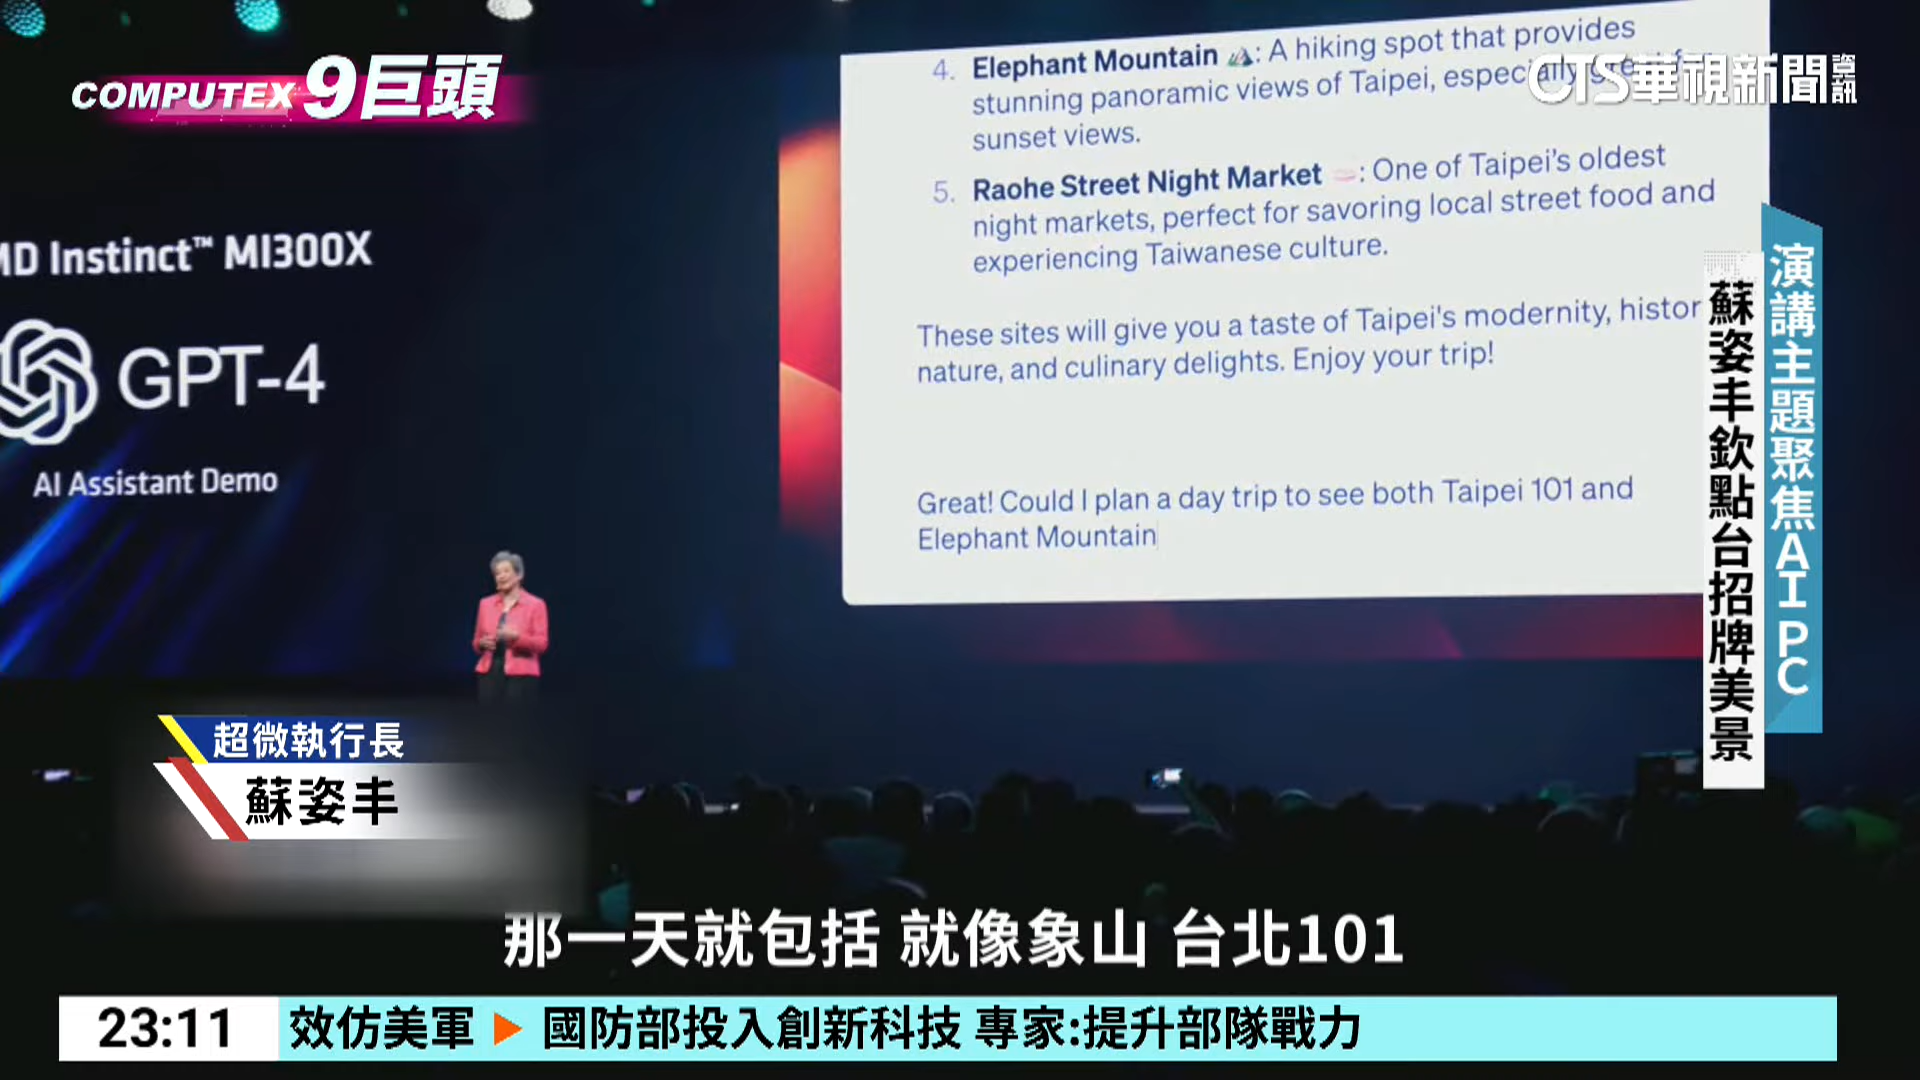 COMPUTEX 9巨頭
CTS華視新聞資訊
4. Elephant Mountain : A hiking spot that provides
stunning panoramic views of Taipei, especially
sunset views.
5. Raohe Street Night Market : One of Taipei's oldest
night markets, perfect for savoring local street food and
experiencing Taiwanese culture.
These sites will give you a taste of Taipei's modernity, histor
nature, and culinary delights. Enjoy your trip!
Great! Could I plan a day trip to see both Taipei 101 and
Elephant Mountain
MD Instinct™ MI300X
GPT-4
AI Assistant Demo
演講主題聚焦AI PC
蘇姿丰欽點台招牌美景
超微執行長
蘇姿丰
那一天就包括 就像象山 台北101
23:11 效仿美軍 ▶ 國防部投入創新科技 專家:提升部隊戰力